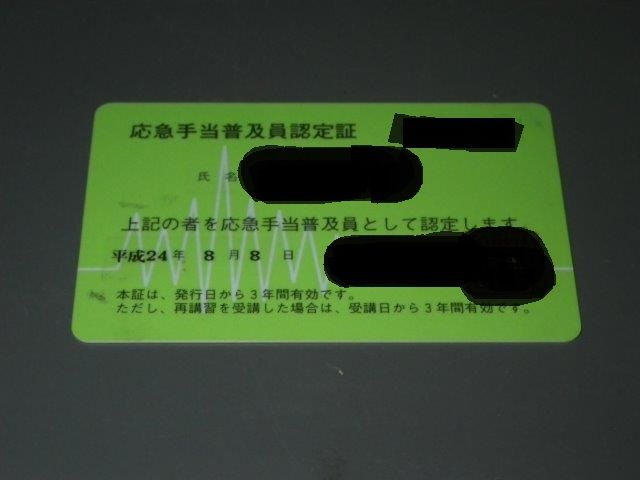 応急手当普及員認定証
氏名
上記の者を応急手当普及員として認定します。
平成24年 8月 8日
本証は、発行日から3年間有効です。
ただし、再講習を受講した場合は、受講日から3年間有効です。